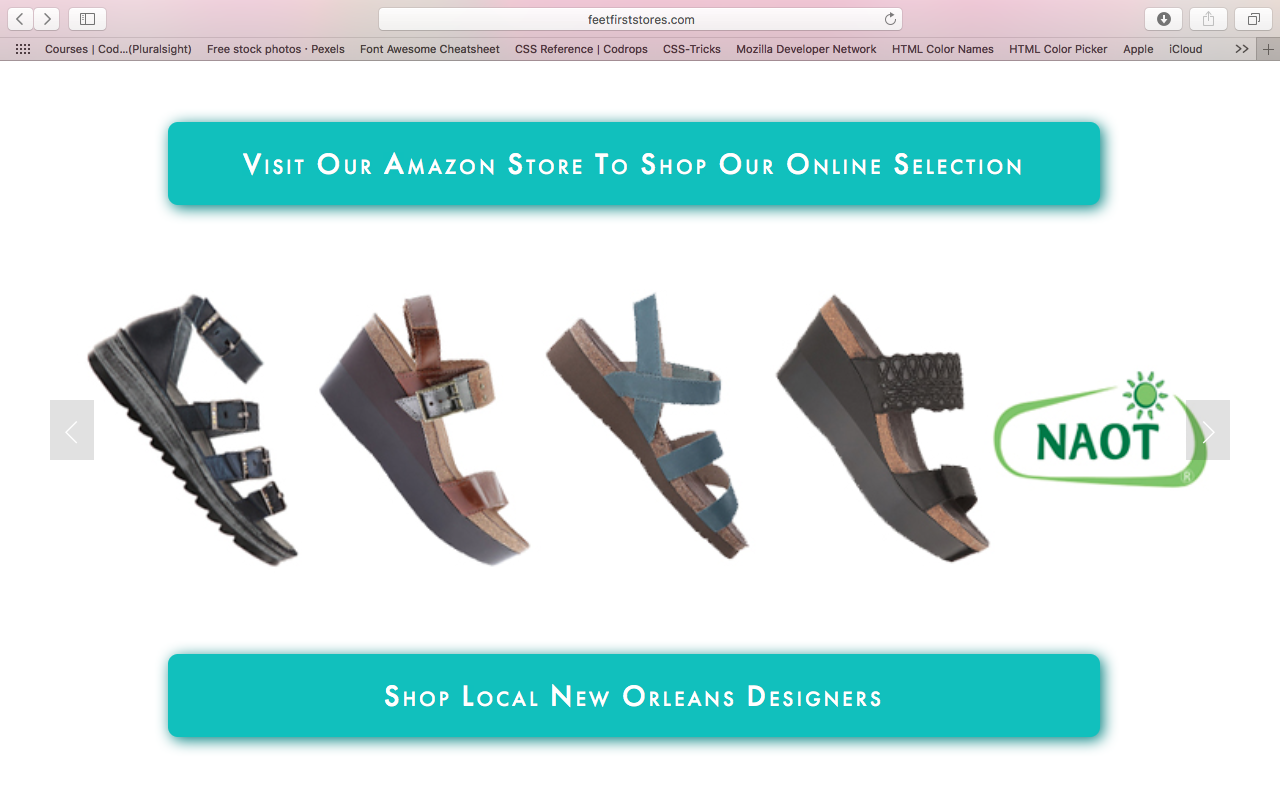 feetfirststores.com
Courses | Cod...(Pluralsight) Free stock photos · Pexels Font Awesome Cheatsheet CSS Reference | Codrops CSS-Tricks Mozilla Developer Network HTML Color Names HTML Color Picker Apple iCloud
Visit Our Amazon Store To Shop Our Online Selection
NAOT
®
Shop Local New Orleans Designers